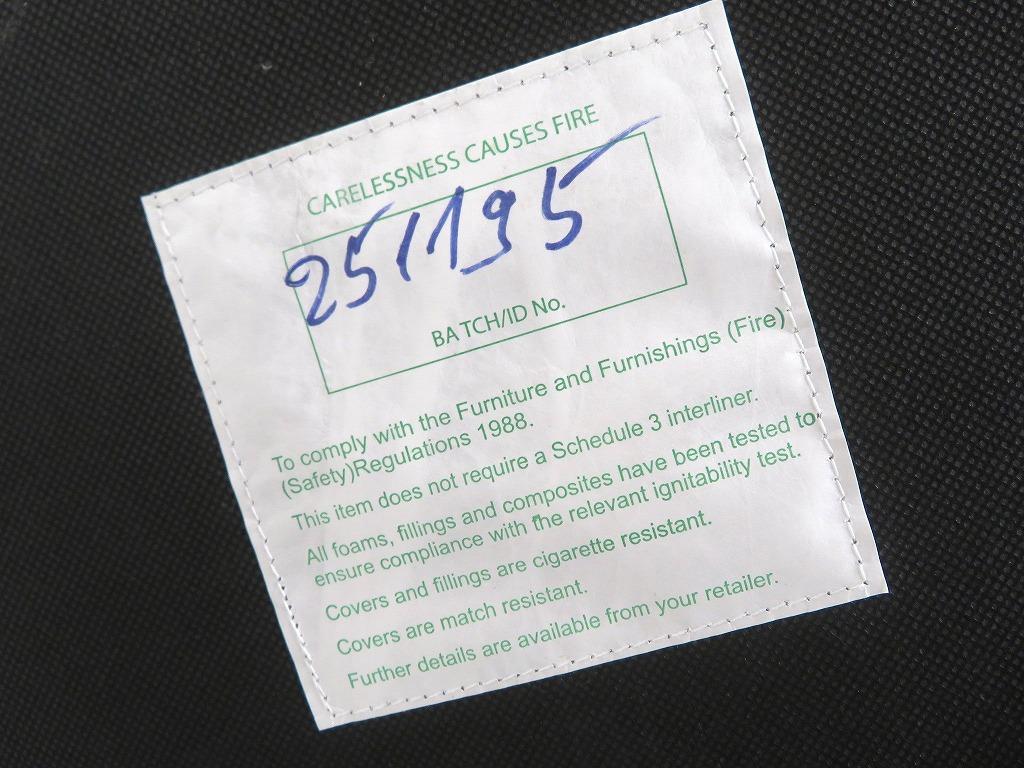 CARELESSNESS CAUSES FIRE
251195
BATCH/ID No.
To comply with the Furniture and Furnishings (Fire)
(Safety)Regulations 1988.
This item does not require a Schedule 3 interliner.
All foams, fillings and composites have been tested to
ensure compliance with the relevant ignitability test.
Covers and fillings are cigarette resistant.
Covers are match resistant.
Further details are available from your retailer.